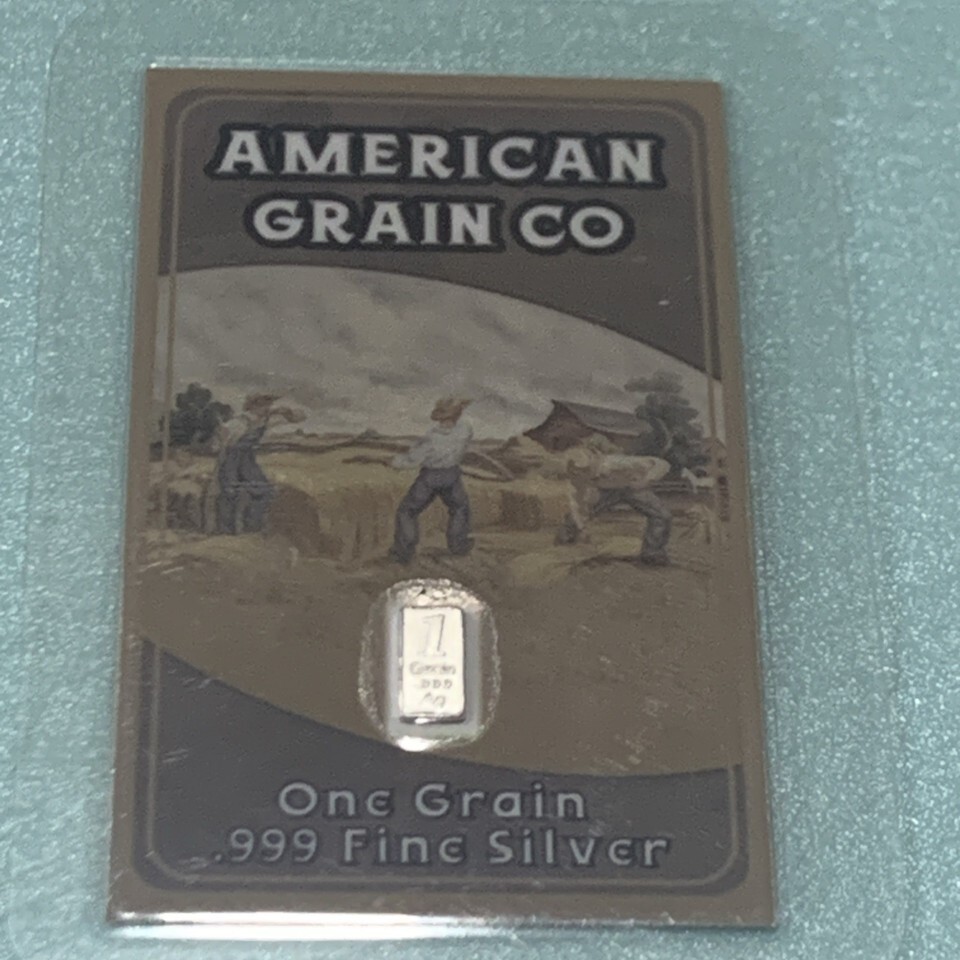 AMERICAN
GRAIN CO
1
Grain
.999
Ag
One Grain
.999 Fine Silver